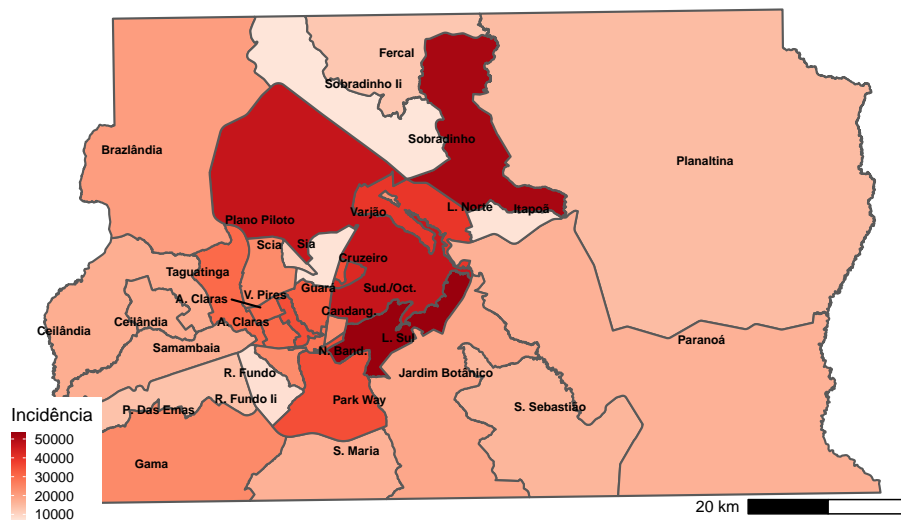 Fercal
Sobradinho Ii
Sobradinho
Planaltina
Brazlândia
L. Norte
Itapoã
Varjão
Plano Piloto
Scia
Sia
Cruzeiro
Taguatinga
A. Claras
V. Pires
Guará
Sud./Oct.
Candang.
Ceilândia
Ceilândia
A. Claras
L. Sul
Paranoá
Samambaia
N. Band.
R. Fundo
Jardim Botânico
R. Fundo Ii
Park Way
P. Das Emas
S. Sebastião
S. Maria
Gama
Incidência
50000
40000
30000
20000
10000
20 km